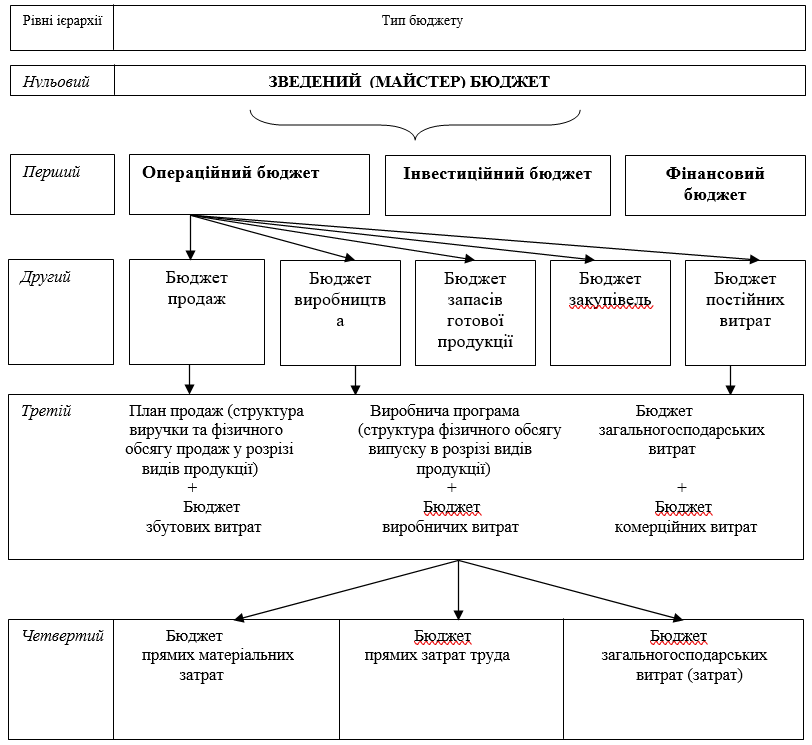 Рівні ієрархії
Тип бюджету
Нульовий
ЗВЕДЕНИЙ (МАЙСТЕР) БЮДЖЕТ
Перший
Операційний бюджет
Інвестиційний бюджет
Фінансовий
бюджет
Другий
Бюджет
продаж
Бюджет
виробництв
а
Бюджет
запасів
готової
продукції
Бюджет
закупівель
Бюджет
постійних
витрат
Третій
План продаж (структура
виручки та фізичного
обсягу продаж у розрізі
видів продукції)
+
Бюджет
збутових витрат
Виробнича програма
(структура фізичного обсягу
випуску в розрізі видів
продукції)
+
Бюджет
виробничих витрат
Бюджет
загальногосподарських
витрат
+
Бюджет
комерційних витрат
Четвертий
Бюджет
прямих матеріальних
затрат
Бюджет
прямих затрат труда
Бюджет
загальногосподарських
витрат (затрат)